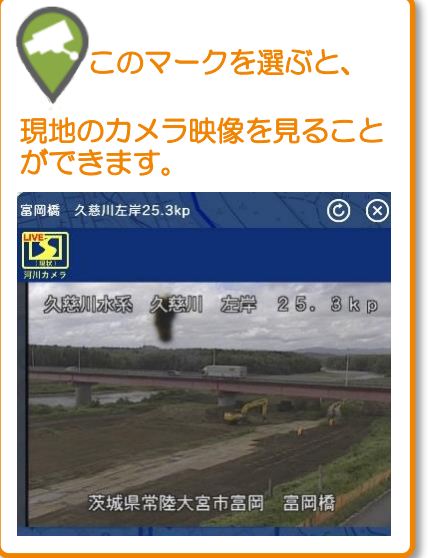 このマークを選ぶと、
現地のカメラ映像を見ること
ができます。
富岡橋 久慈川左岸25.3kp
LIVE
現状
河川カメラ
久慈川水系 久慈川 左岸 25.3kp
茨城県常陸大宮市富岡 富岡橋